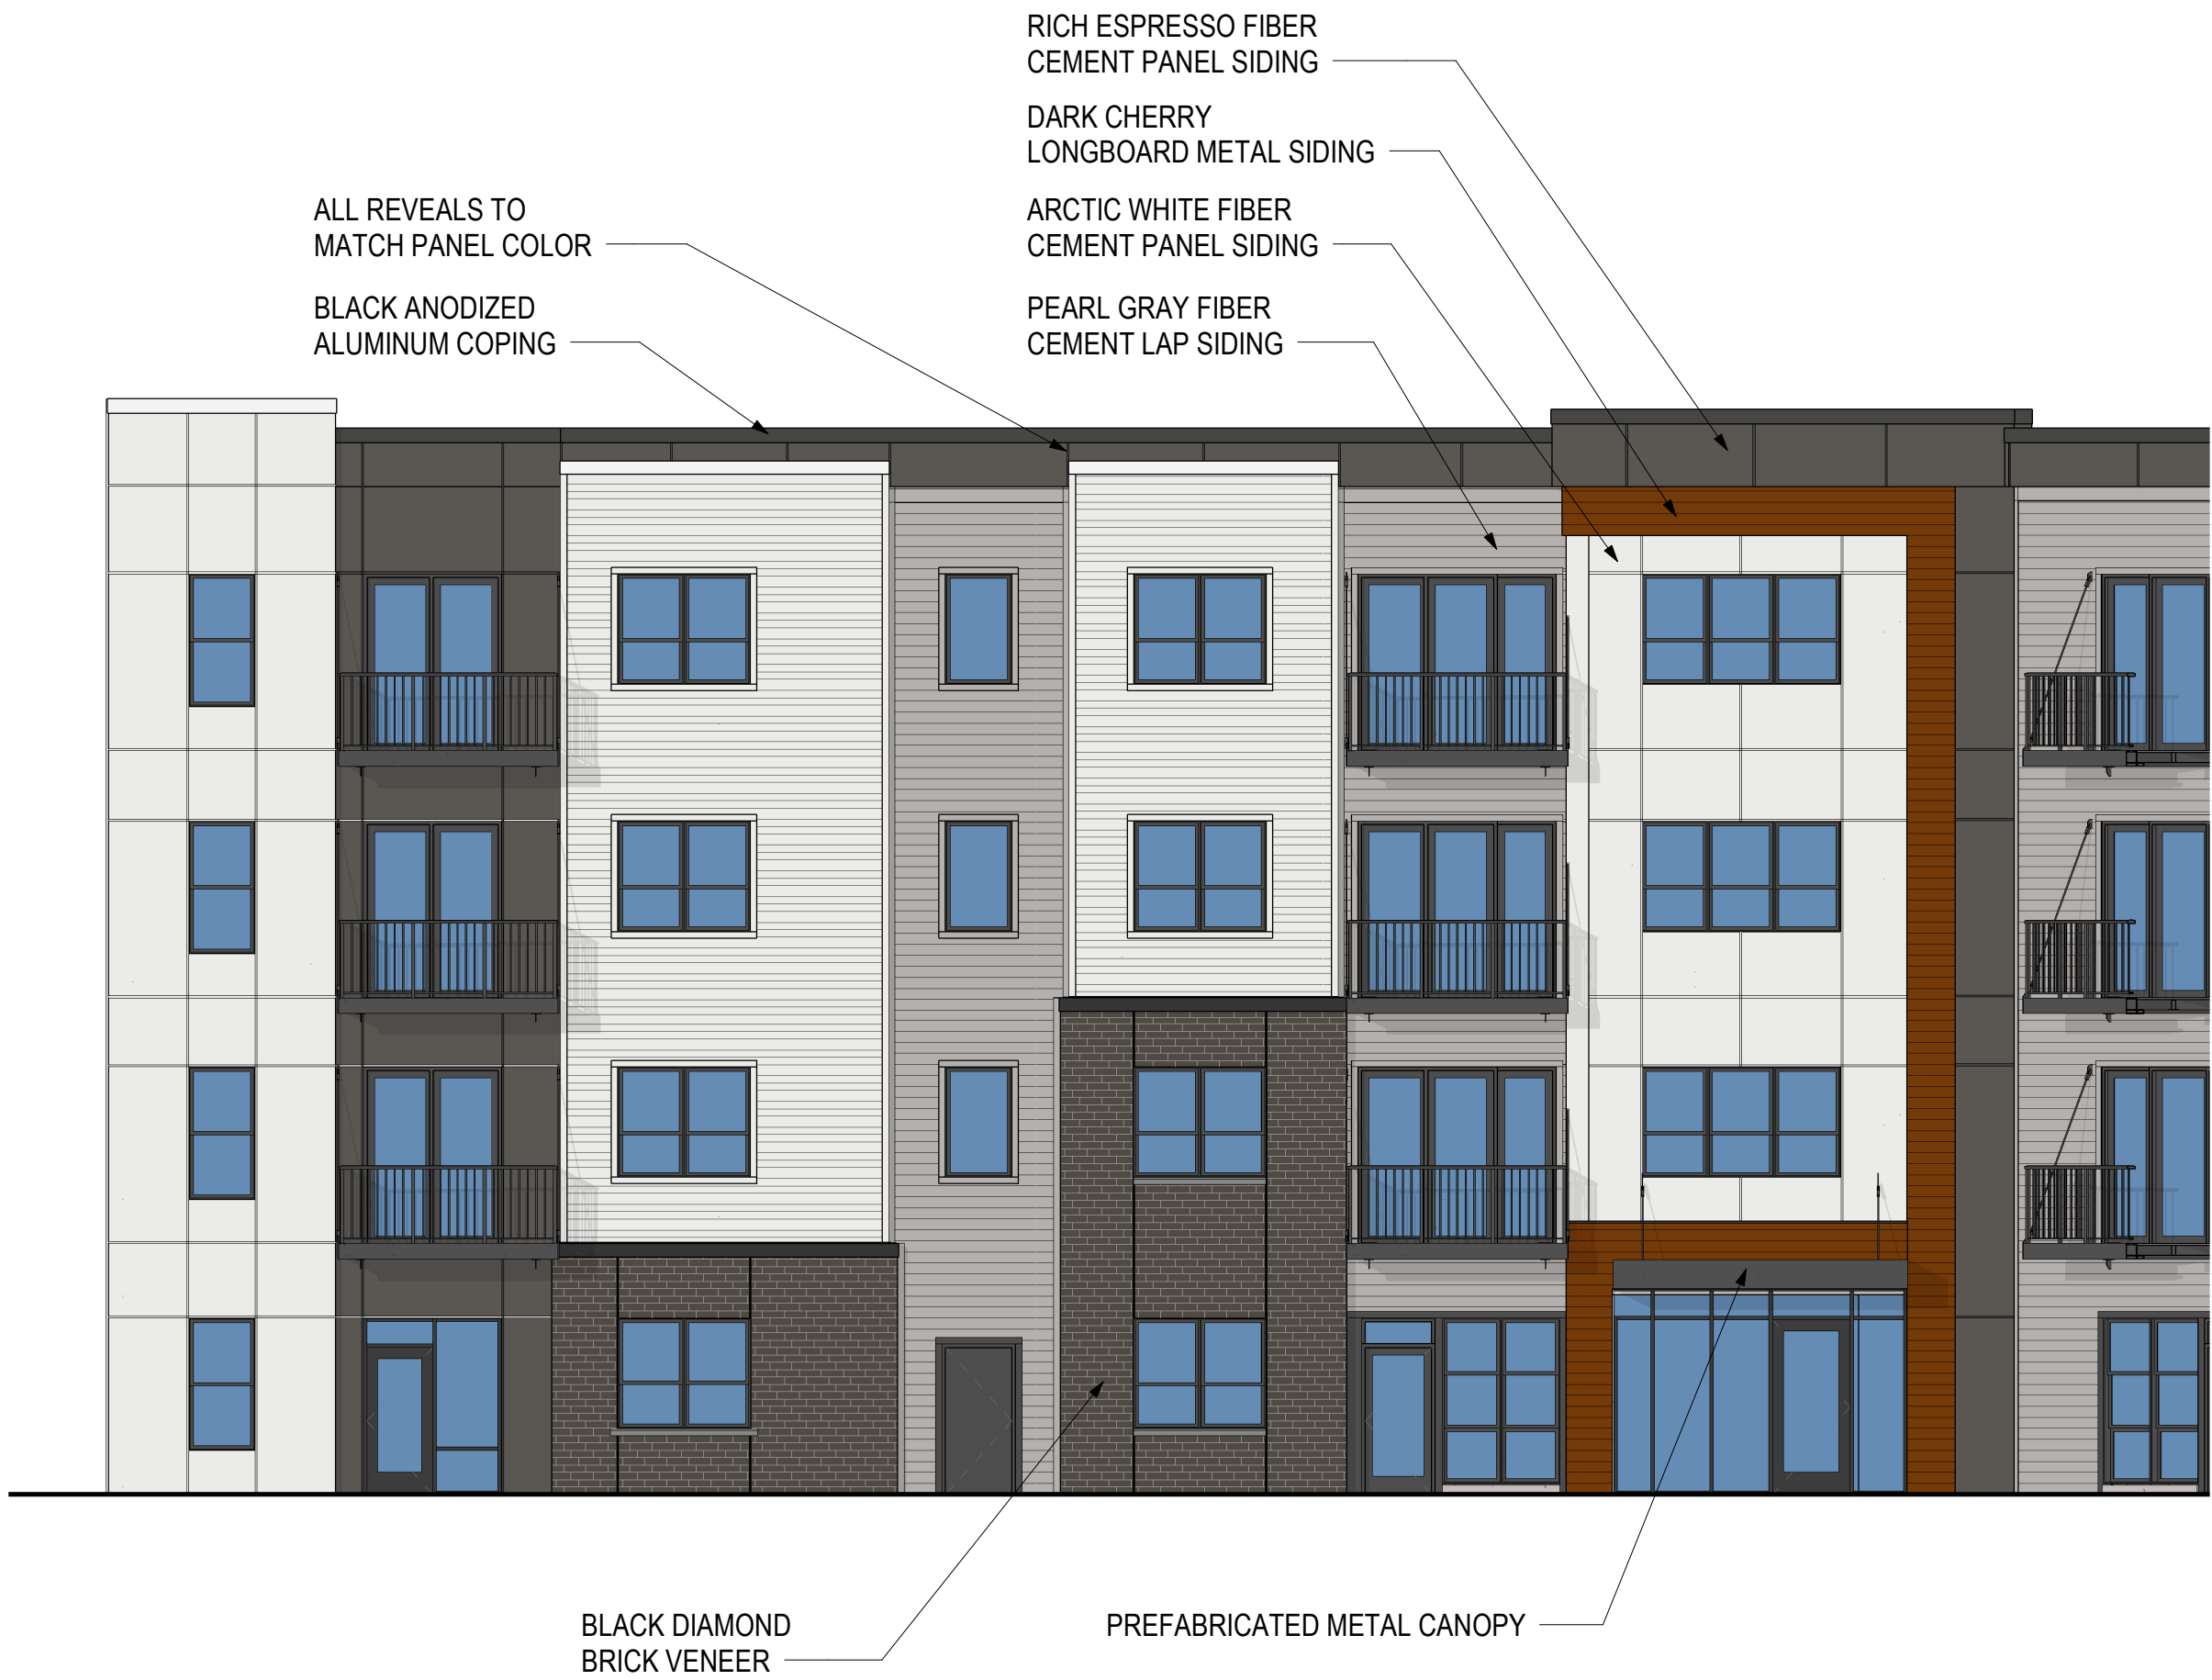 RICH ESPRESSO FIBER
CEMENT PANEL SIDING
DARK CHERRY
LONGBOARD METAL SIDING
ALL REVEALS TO
MATCH PANEL COLOR
ARCTIC WHITE FIBER
CEMENT PANEL SIDING
BLACK ANODIZED
ALUMINUM COPING
PEARL GRAY FIBER
CEMENT LAP SIDING
BLACK DIAMOND
BRICK VENEER
PREFABRICATED METAL CANOPY